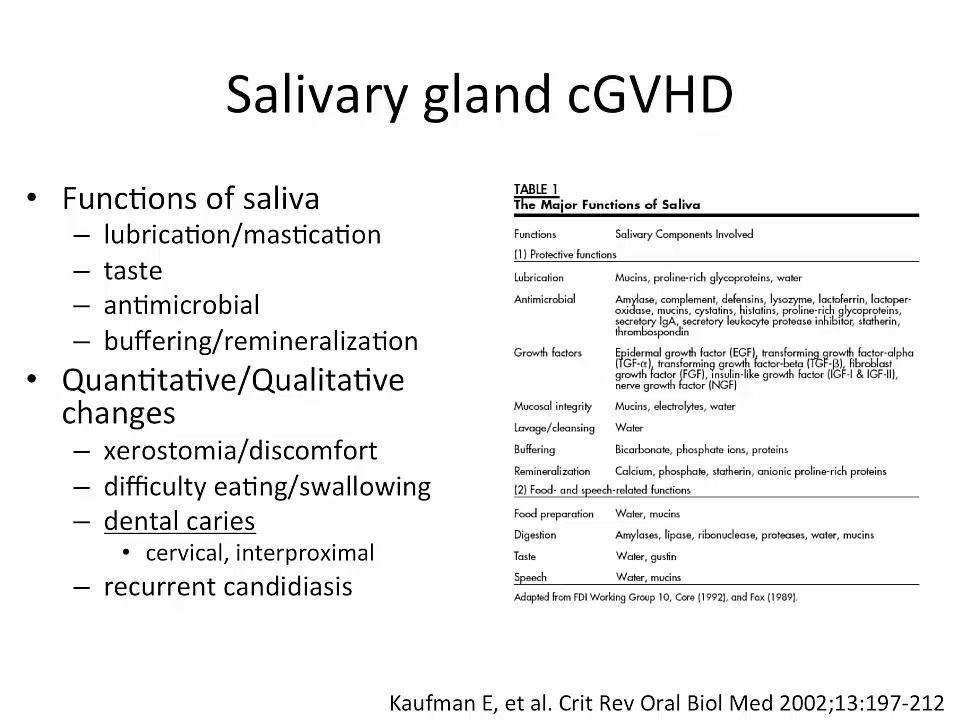 Salivary gland cGVHD
• Functions of saliva
– lubrication/mastication
– taste
– antimicrobial
– buffering/remineralization
• Quantitative/Qualitative
changes
– xerostomia/discomfort
– difficulty eating/swallowing
– dental caries
• cervical, interproximal
– recurrent candidiasis
TABLE 1
The Major Functions of Saliva
Functions Salivary Components Involved
(1) Protective functions
Lubrication Mucins, proline-rich glycoproteins, water
Antimicrobial Amylase, complement, defensins, lysozyme, lactoferrin, lactoper-
oxidase, mucins, cystatins, histatins, proline-rich glycoproteins,
secretory IgA, secretory leukocyte protease inhibitor, statherin,
thrombospondin
Growth factors Epidermal growth factor (EGF), transforming growth factor-alpha
(TGF-α), transforming growth factor-beta (TGF-β), fibroblast
growth factor (FGF), insulin-like growth factor (IGF-I & IGF-II),
nerve growth factor (NGF)
Mucosal integrity Mucins, electrolytes, water
Lavage/cleansing Water
Buffering Bicarbonate, phosphate ions, proteins
Remineralization Calcium, phosphate, statherin, anionic proline-rich proteins
(2) Food- and speech-related functions
Food preparation Water, mucins
Digestion Amylases, lipase, ribonuclease, proteases, water, mucins
Taste Water, gustin
Speech Water, mucins
Adapted from FDI Working Group 10, Core (1992), and Fox (1989).
Kaufman E, et al. Crit Rev Oral Biol Med 2002;13:197-212